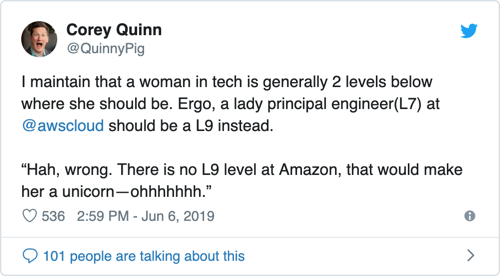 Corey Quinn
@QuinnyPig
I maintain that a woman in tech is generally 2 levels below
where she should be. Ergo, a lady principal engineer(L7) at
@awscloud should be a L9 instead.
“Hah, wrong. There is no L9 level at Amazon, that would make
her a unicorn—ohhhhhhh.”
536 2:59 PM - Jun 6, 2019
101 people are talking about this